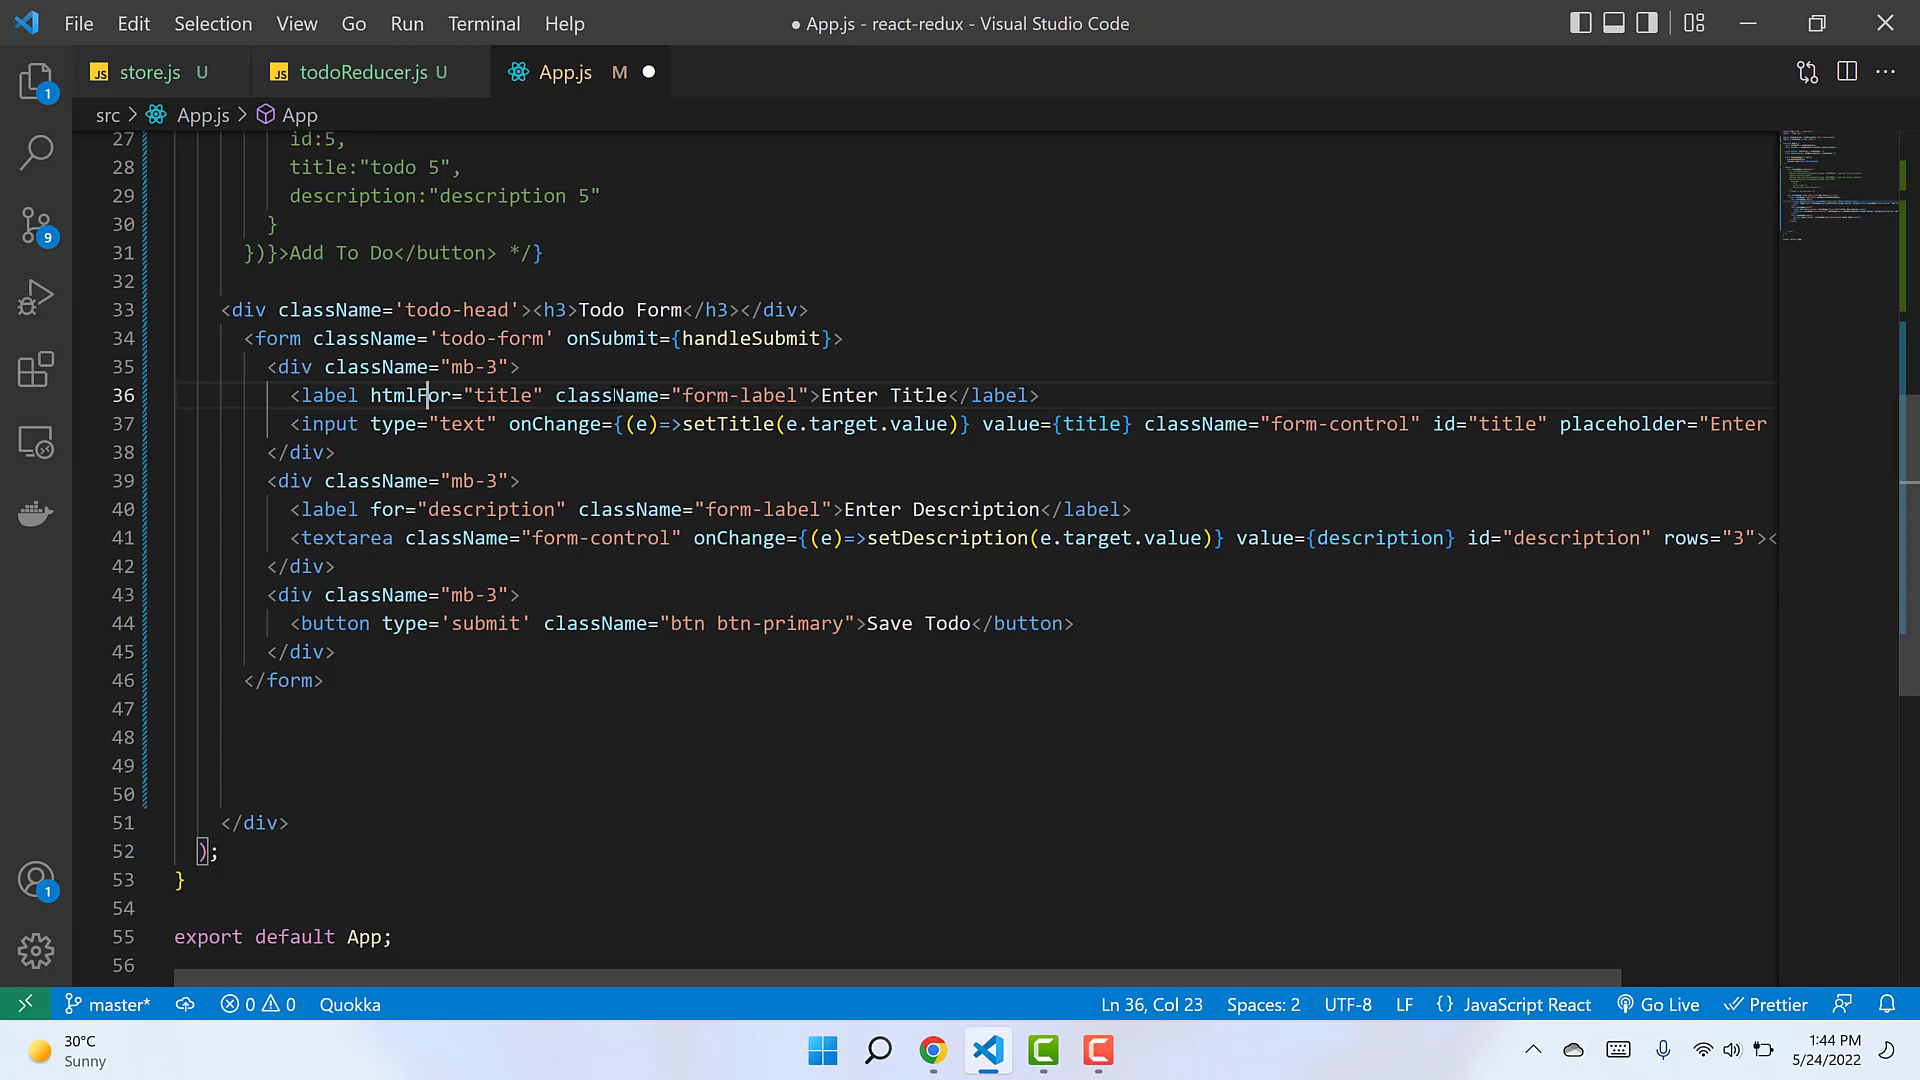 File Edit Selection View Go Run Terminal Help ● App.js - react-redux - Visual Studio Code
JS store.js U JS todoReducer.js U App.js M ●
1
src > App.js > App
27 id:5,
28 title:"todo 5",
29 description:"description 5"
30 }
31 })}>Add To Do</button> */}
32
33 <div className='todo-head'><h3>Todo Form</h3></div>
34 <form className='todo-form' onSubmit={handleSubmit}>
35 <div className="mb-3">
36 <label htmlFor="title" className="form-label">Enter Title</label>
37 <input type="text" onChange={(e)=>setTitle(e.target.value)} value={title} className="form-control" id="title" placeholder="Enter
38 </div>
39 <div className="mb-3">
40 <label for="description" className="form-label">Enter Description</label>
41 <textarea className="form-control" onChange={(e)=>setDescription(e.target.value)} value={description} id="description" rows="3"><
42 </div>
43 <div className="mb-3">
44 <button type='submit' className="btn btn-primary">Save Todo</button>
45 </div>
46 </form>
47
48
49
50
51 </div>
52 );
53 }
54
55 export default App;
56
9
1
master* 0 0 Quokka Ln 36, Col 23 Spaces: 2 UTF-8 LF {} JavaScript React Go Live Prettier
30°C
Sunny
1:44 PM
5/24/2022